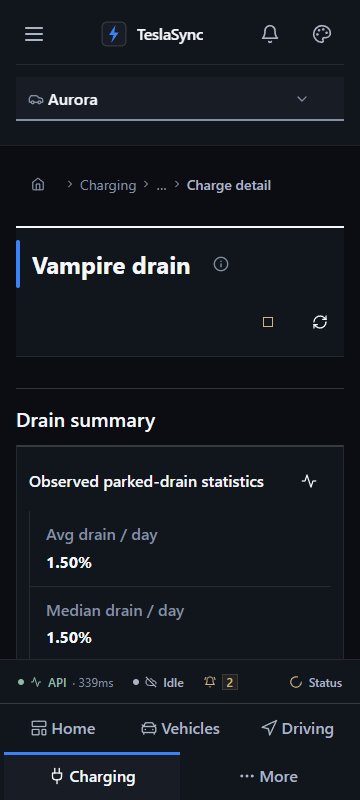 TeslaSync
Aurora
Charging ... Charge detail
Vampire drain
Drain summary
Observed parked-drain statistics
Avg drain / day
1.50%
Median drain / day
1.50%
API · 339ms Idle 2 Status
Home Vehicles Driving
Charging ··· More